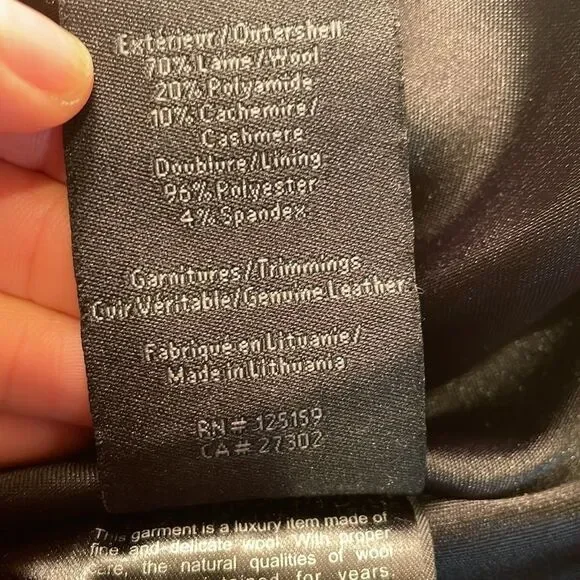 Extérieur/Outershell
70% Laine/Wool
20% Polyamide
10% Cachemire/
Cashmere
Doublure/Lining
96% Polyester
4% Spandex
Garnitures/Trimmings
Cuir Véritable/Genuine Leather
Fabriqué en Lituanie/
Made in Lithuania
RN# 125159
CA# 27302
This garment is a luxury item made of
fine and delicate wool. With proper
care, the natural qualities of wool
for years